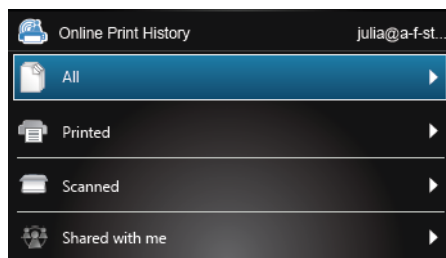 Online Print History julia@a-f-st...
All
Printed
Scanned
Shared with me